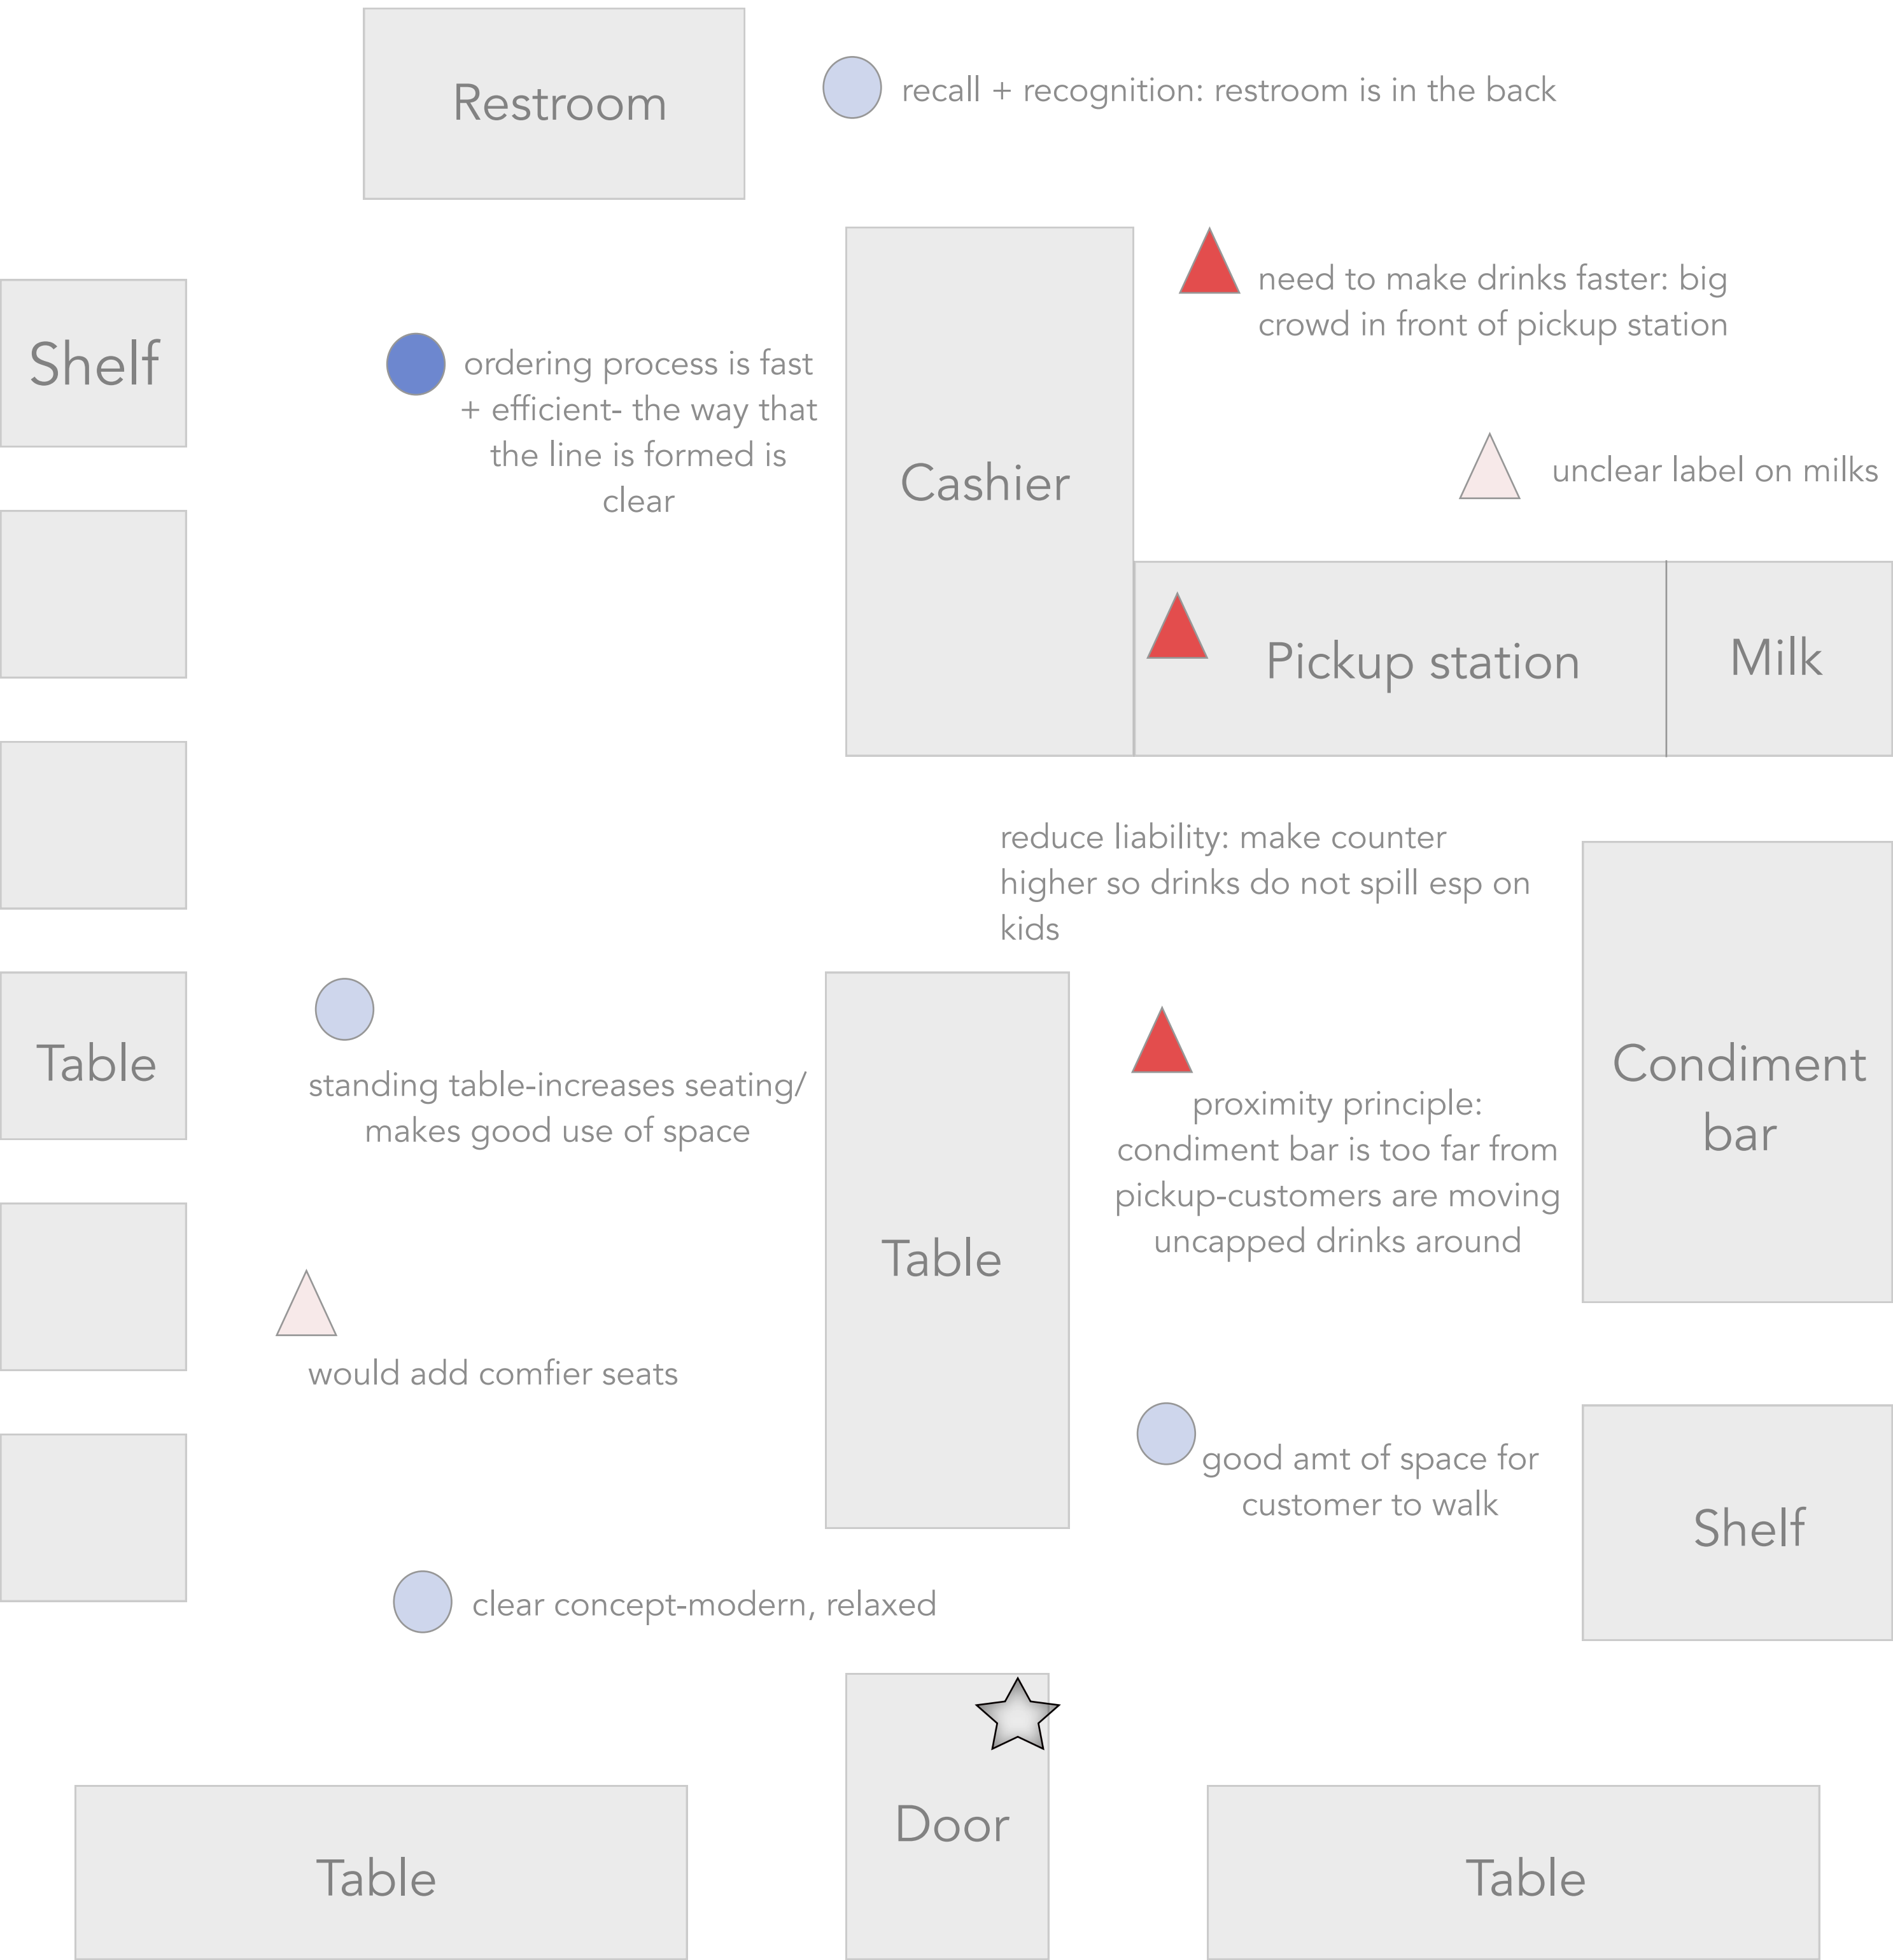 Restroom
recall + recognition: restroom is in the back
need to make drinks faster: big
crowd in front of pickup station
Shelf
ordering process is fast
+ efficient- the way that
the line is formed is
clear
Cashier
unclear label on milks
Pickup station
Milk
reduce liability: make counter
higher so drinks do not spill esp on
kids
Table
standing table-increases seating/
makes good use of space
Condiment
bar
proximity principle:
condiment bar is too far from
pickup-customers are moving
uncapped drinks around
Table
would add comfier seats
good amt of space for
customer to walk
Shelf
clear concept-modern, relaxed
Door
Table
Table